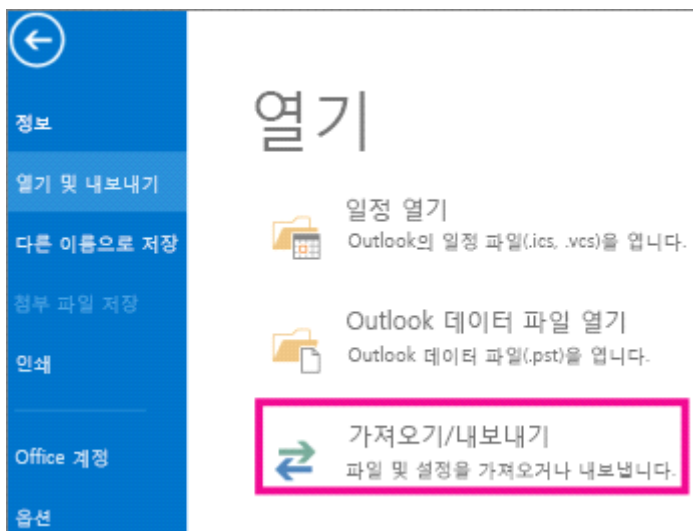 정보
열기 및 내보내기
다른 이름으로 저장
첨부 파일 저장
인쇄
Office 계정
옵션
열기
일정 열기
Outlook의 일정 파일(.ics, .vcs)을 엽니다.
Outlook 데이터 파일 열기
Outlook 데이터 파일(.pst)을 엽니다.
가져오기/내보내기
파일 및 설정을 가져오거나 내보냅니다.